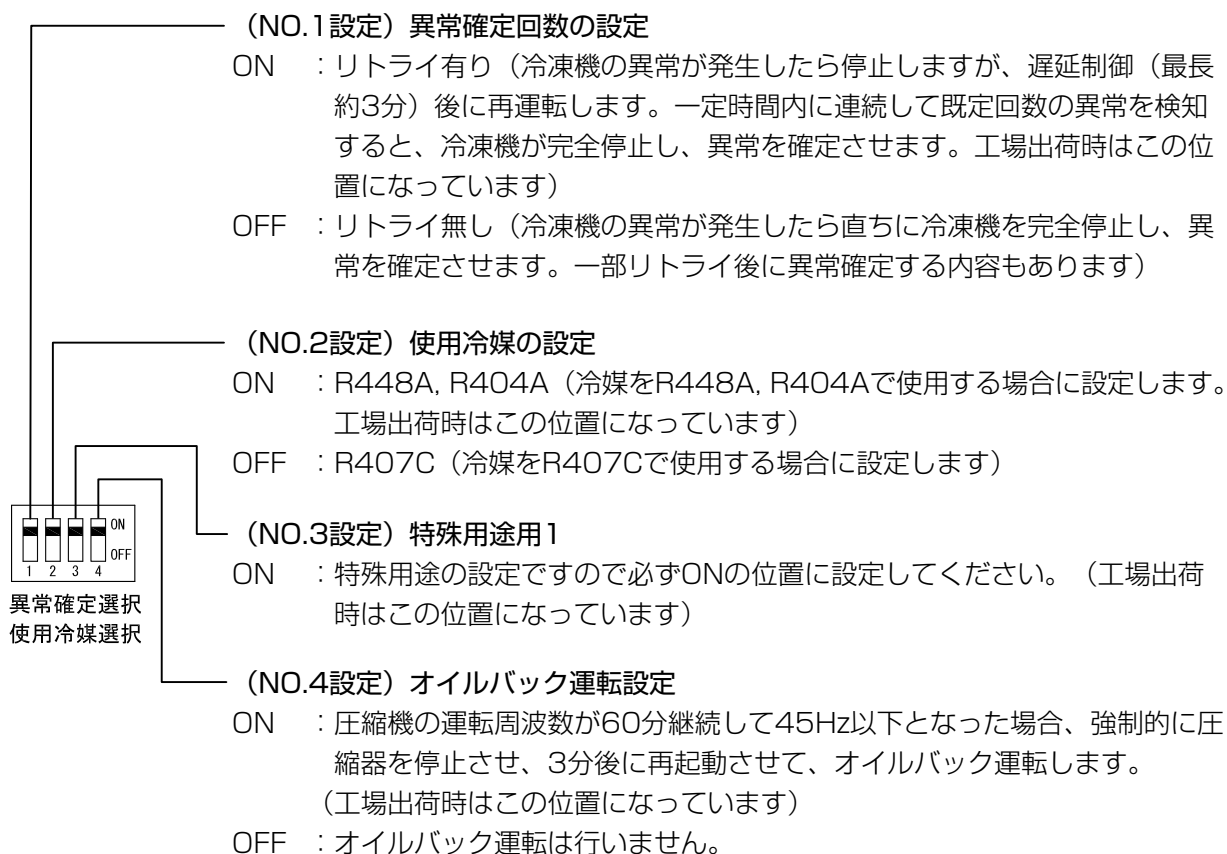 （NO.1設定）異常確定回数の設定
ON　：リトライ有り（冷凍機の異常が発生したら停止しますが、遅延制御（最長
約3分）後に再運転します。一定時間内に連続して既定回数の異常を検知
すると、冷凍機が完全停止し、異常を確定させます。工場出荷時はこの位
置になっています）
OFF　：リトライ無し（冷凍機の異常が発生したら直ちに冷凍機を完全停止し、異
常を確定させます。一部リトライ後に異常確定する内容もあります）
（NO.2設定）使用冷媒の設定
ON　：R448A, R404A（冷媒をR448A, R404Aで使用する場合に設定します。
工場出荷時はこの位置になっています）
OFF　：R407C（冷媒をR407Cで使用する場合に設定します）
（NO.3設定）特殊用途用1
ON　：特殊用途の設定ですので必ずONの位置に設定してください。（工場出荷
時はこの位置になっています）
（NO.4設定）オイルバック運転設定
ON　：圧縮機の運転周波数が60分継続して45Hz以下となった場合、強制的に圧
縮器を停止させ、3分後に再起動させて、オイルバック運転します。
（工場出荷時はこの位置になっています）
OFF　：オイルバック運転は行いません。
ON
OFF
1 2 3 4
異常確定選択
使用冷媒選択